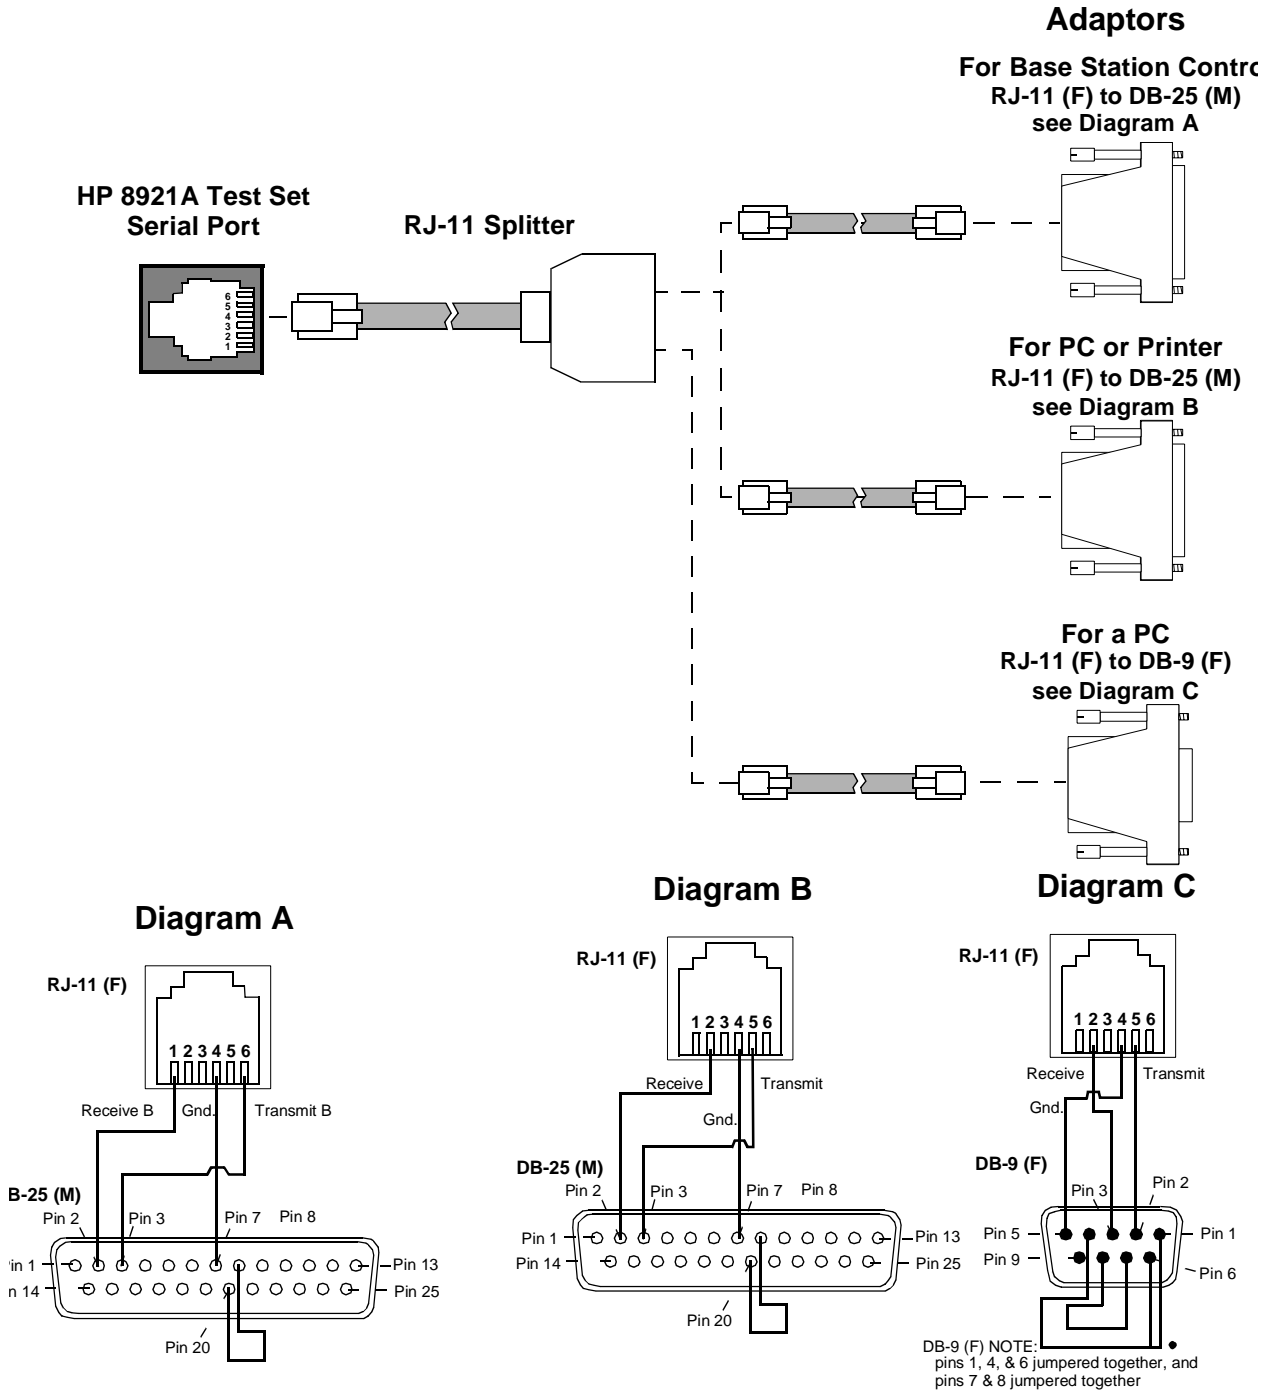 Adaptors
For Base Station Contro
RJ-11 (F) to DB-25 (M)
see Diagram A
HP 8921A Test Set
Serial Port
RJ-11 Splitter
6
5
4
3
2
1
For PC or Printer
RJ-11 (F) to DB-25 (M)
see Diagram B
For a PC
RJ-11 (F) to DB-9 (F)
see Diagram C
Diagram A
RJ-11 (F)
1 2 3 4 5 6
Receive B
Gnd.
Transmit B
B-25 (M)
Pin 2
Pin 3
Pin 7
Pin 8
in 1
Pin 13
n 14
Pin 25
Pin 20
Diagram B
RJ-11 (F)
1 2 3 4 5 6
Receive
Transmit
Gnd.
DB-25 (M)
Pin 2
Pin 3
Pin 7
Pin 8
Pin 1
Pin 13
Pin 14
Pin 25
Pin 20
Diagram C
RJ-11 (F)
1 2 3 4 5 6
Receive
Transmit
Gnd.
DB-9 (F)
Pin 3
Pin 2
Pin 5
Pin 1
Pin 9
Pin 6
DB-9 (F) NOTE:
pins 1, 4, & 6 jumpered together, and
pins 7 & 8 jumpered together